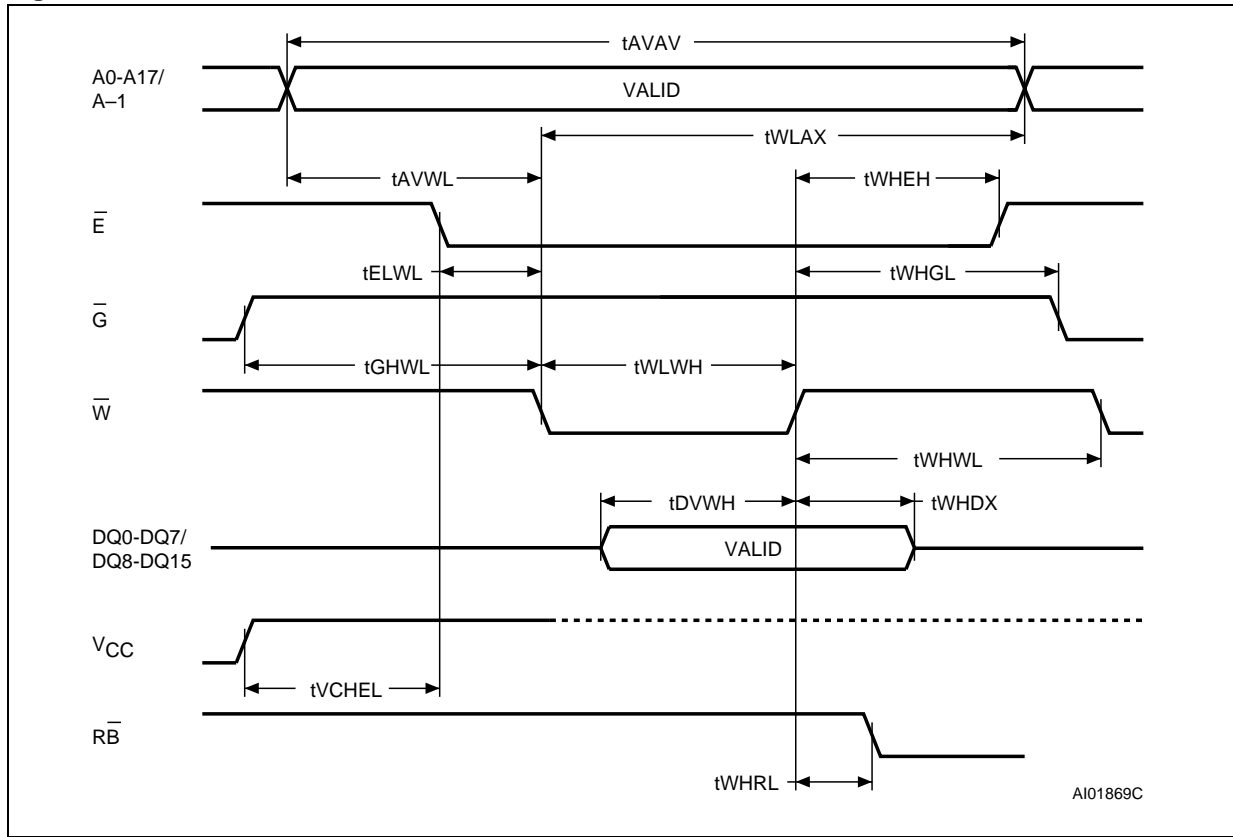 tAVAV
A0-A17/
A–1
VALID
tWLAX
tAVWL
tWHEH
E̅
tELWL
tWHGL
G̅
tGHWL
tWLWH
W̅
tWHWL
tDVWH
tWHDX
DQ0-DQ7/
DQ8-DQ15
VALID
VCC
tVCHEL
RB̅
tWHRL
AI01869C